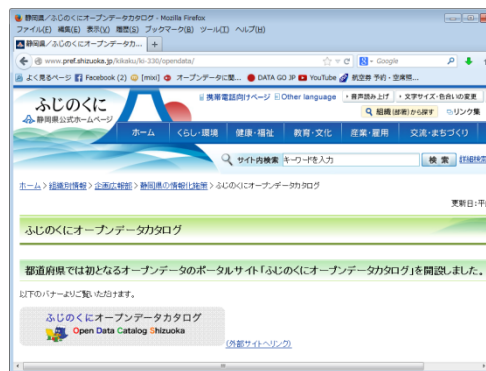 静岡県／ふじのくにオープンデータカタログ - Mozilla Firefox
ファイル(F) 編集(E) 表示(V) 履歴(S) ブックマーク(B) ツール(T) ヘルプ(H)
静岡県／ふじのくにオープンデータカ...
www.pref.shizuoka.jp/kikaku/ki-330/opendata/
Google
よく見るページ Facebook (2) [mixi] オープンデータに関... DATA GO JP YouTube 航空券 予約・空席照...
ふじのくに
静岡県公式ホームページ
携帯電話向けページ Other language 音声読み上げ 文字サイズ・色合いの変更
組織(部署)から探す リンク集
ホーム くらし・環境 健康・福祉 教育・文化 産業・雇用 交流・まちづくり
サイト内検索 キーワードを入力 検索 詳細検索
ホーム > 組織別情報 > 企画広報部 > 静岡県の情報化施策 > ふじのくにオープンデータカタログ
更新日:平
ふじのくにオープンデータカタログ
都道府県では初となるオープンデータのポータルサイト「ふじのくにオープンデータカタログ」を開設しました。
以下のバナーよりご覧いただけます。
ふじのくにオープンデータカタログ
Open Data Catalog Shizuoka
(外部サイトへリンク)